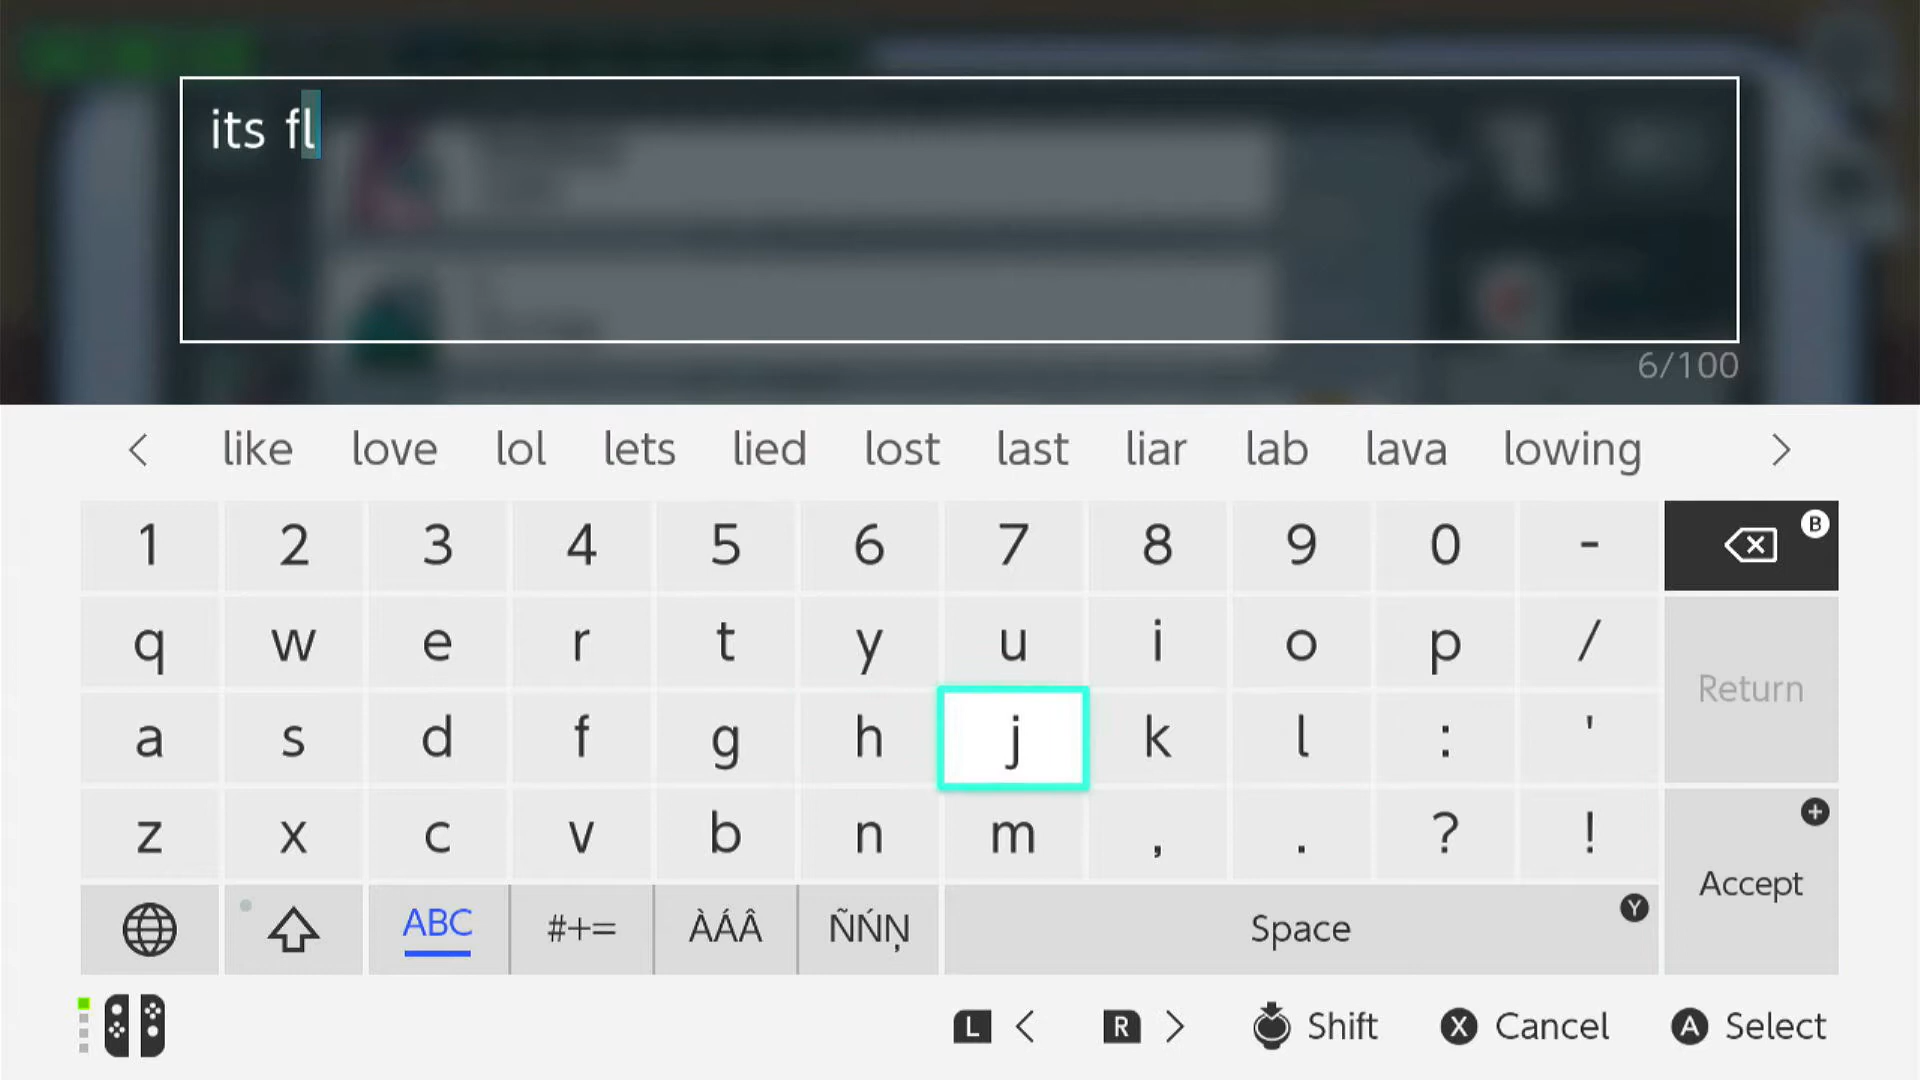 its fl
6/100
< like love lol lets lied lost last liar lab lava lowing >
1 2 3 4 5 6 7 8 9 0 - B
q w e r t y u i o p /
Return
a s d f g h j k l : '
z x c v b n m , . ? ! +
Accept
ABC #+= ÀÁÂ ÑŃŅ Space Y
L < R > Shift X Cancel A Select